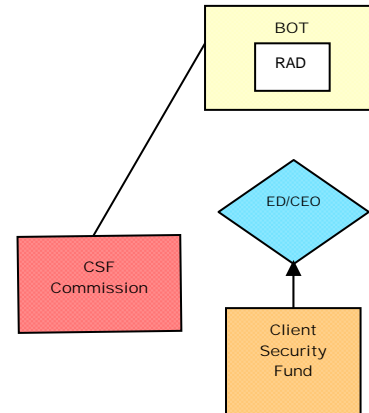 BOT
RAD
ED/CEO
CSF
Commission
Client
Security
Fund